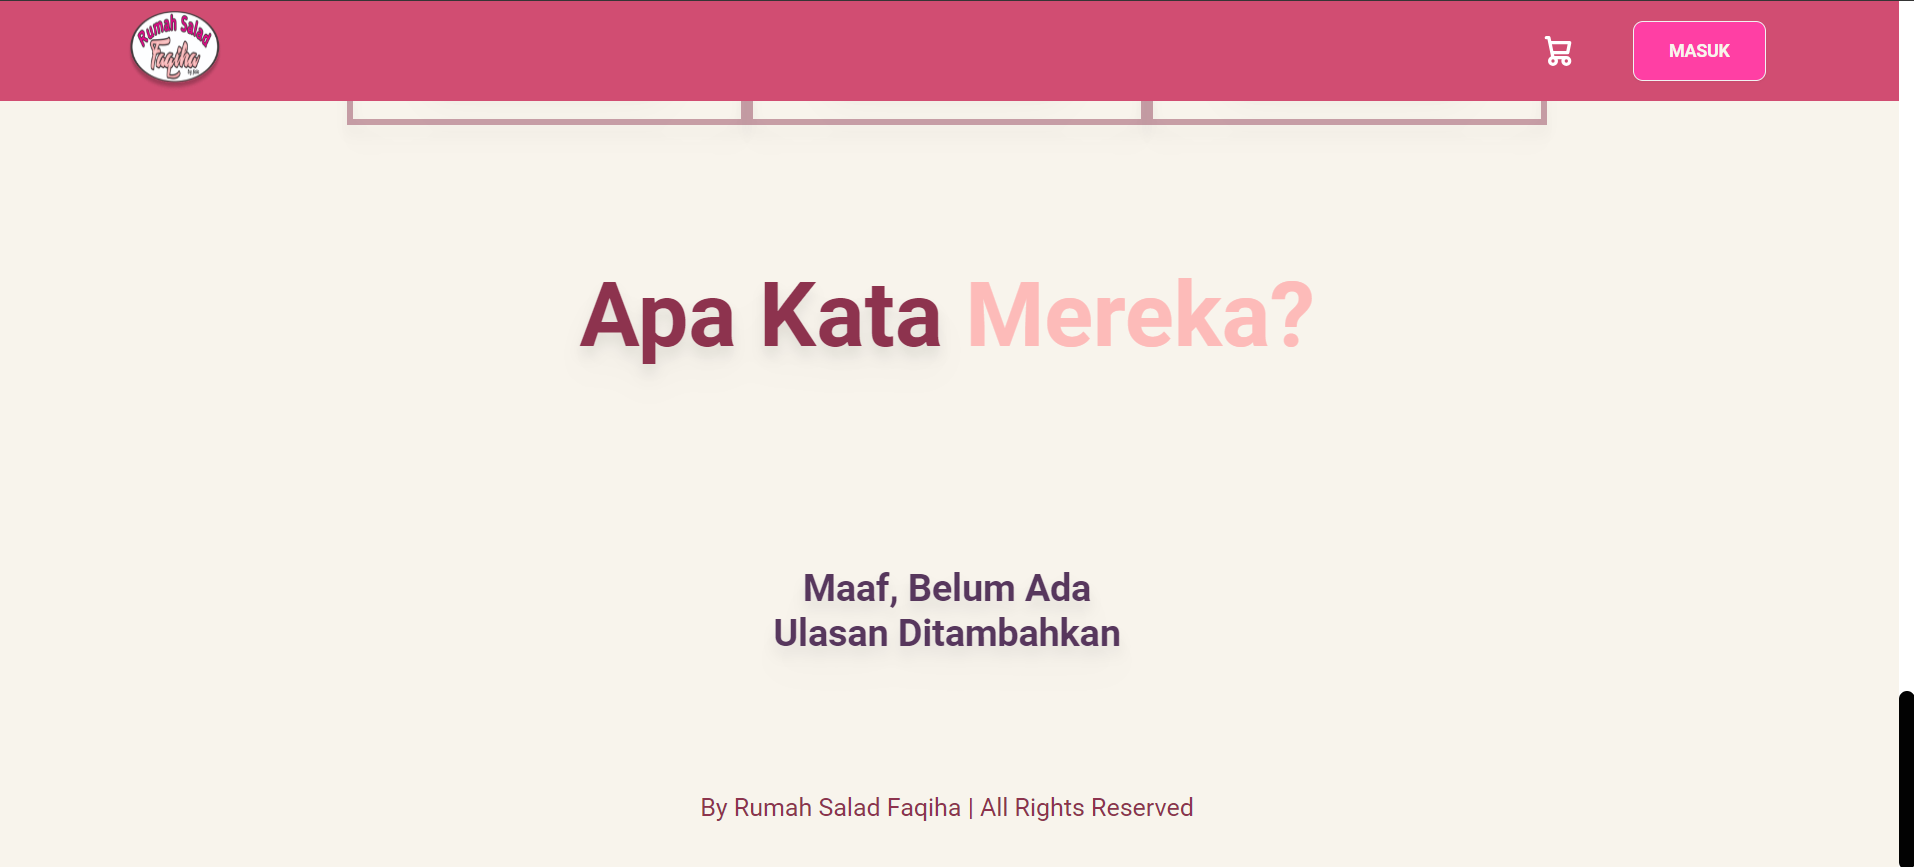 Rumah Salad
Faqiha
MASUK
Apa Kata Mereka?
Maaf, Belum Ada
Ulasan Ditambahkan
By Rumah Salad Faqiha | All Rights Reserved